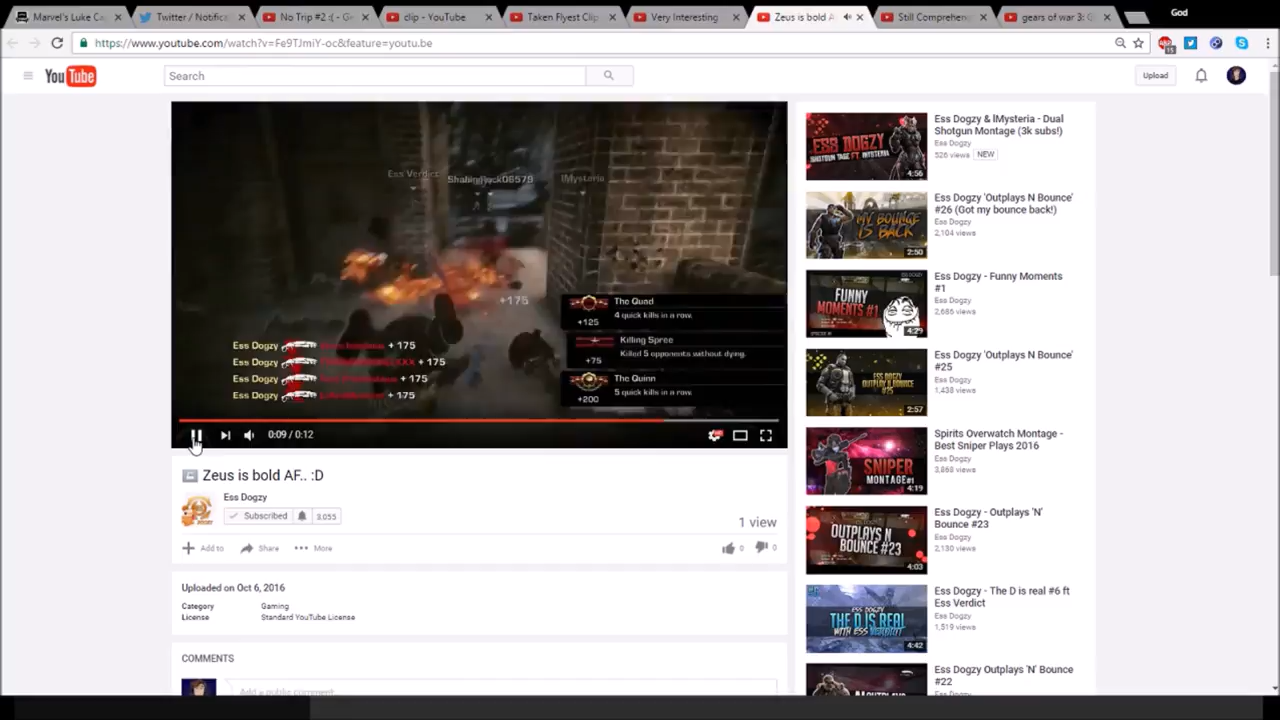 Marvel's Luke Ca
Twitter / Notifica
No Trip #2 :( - G
clip - YouTube
Taken Flyest Clip
Very Interesting
Zeus is bold A
Still Comprehen
gears of war 3: G
God
https://www.youtube.com/watch?v=Fe9TJmiY-oc&feature=youtu.be
YouTube
Search
Upload
Ess Verdict
lMysteria
+175
The Quad
4 quick kills in a row.
+125
Killing Spree
Killed 5 opponents without dying.
+75
The Quinn
5 quick kills in a row.
+200
Ess Dogzy + 175
Ess Dogzy + 175
Ess Dogzy + 175
Ess Dogzy + 175
0:09 / 0:12
Zeus is bold AF.. :D
Ess Dogzy
Subscribed 3,055
1 view
Add to Share More 0 0
Uploaded on Oct 6, 2016
Category Gaming
License Standard YouTube License
COMMENTS
Add a public comment
Ess Dogzy & lMysteria - Dual
Shotgun Montage (3k subs!)
Ess Dogzy
526 views NEW
4:56
Ess Dogzy 'Outplays N Bounce'
#26 (Got my bounce back!)
Ess Dogzy
2,104 views
MY BOUNCE
IS BACK
2:50
Ess Dogzy - Funny Moments
#1
Ess Dogzy
2,685 views
FUNNY
MOMENTS #1
4:29
Ess Dogzy 'Outplays N Bounce'
#25
Ess Dogzy
1,438 views
2:57
Spirits Overwatch Montage -
Best Sniper Plays 2016
Ess Dogzy
3,868 views
SNIPER
MONTAGE #1
4:19
Ess Dogzy - Outplays 'N'
Bounce #23
Ess Dogzy
2,130 views
OUTPLAYS N
BOUNCE #23
4:03
Ess Dogzy - The D is real #6 ft
Ess Verdict
Ess Dogzy
1,519 views
ESS DOGZY
THE D IS REAL
WITH ESS VERDICT
4:42
Ess Dogzy Outplays 'N' Bounce
#22
Ess Dogzy